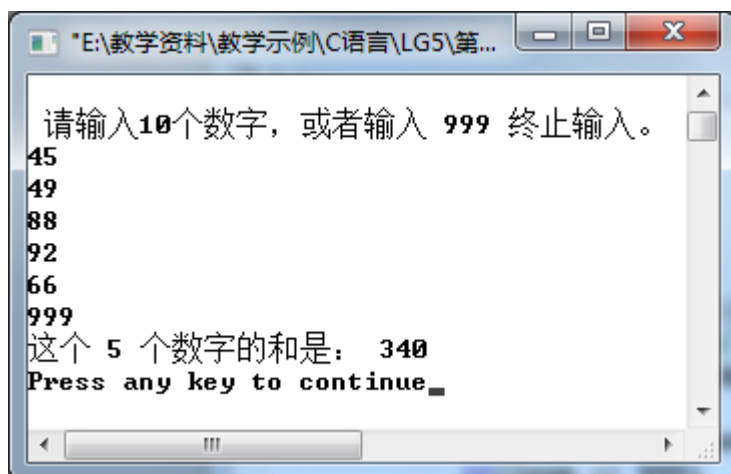 "E:\教学资料\教学示例\C语言\LG5\第...
请输入10个数字，或者输入 999 终止输入。
45
49
88
92
66
999
这个 5 个数字的和是： 340
Press any key to continue